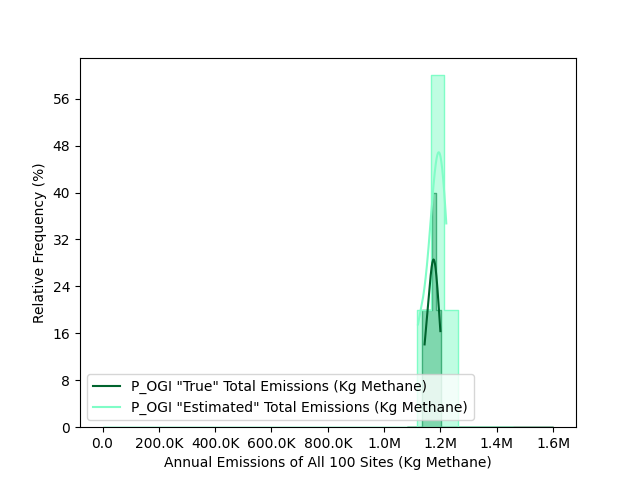 56
48
40
32
24
16
8
0
Relative Frequency (%)
P_OGI "True" Total Emissions (Kg Methane)
P_OGI "Estimated" Total Emissions (Kg Methane)
0.0 200.0K 400.0K 600.0K 800.0K 1.0M 1.2M 1.4M 1.6M
Annual Emissions of All 100 Sites (Kg Methane)